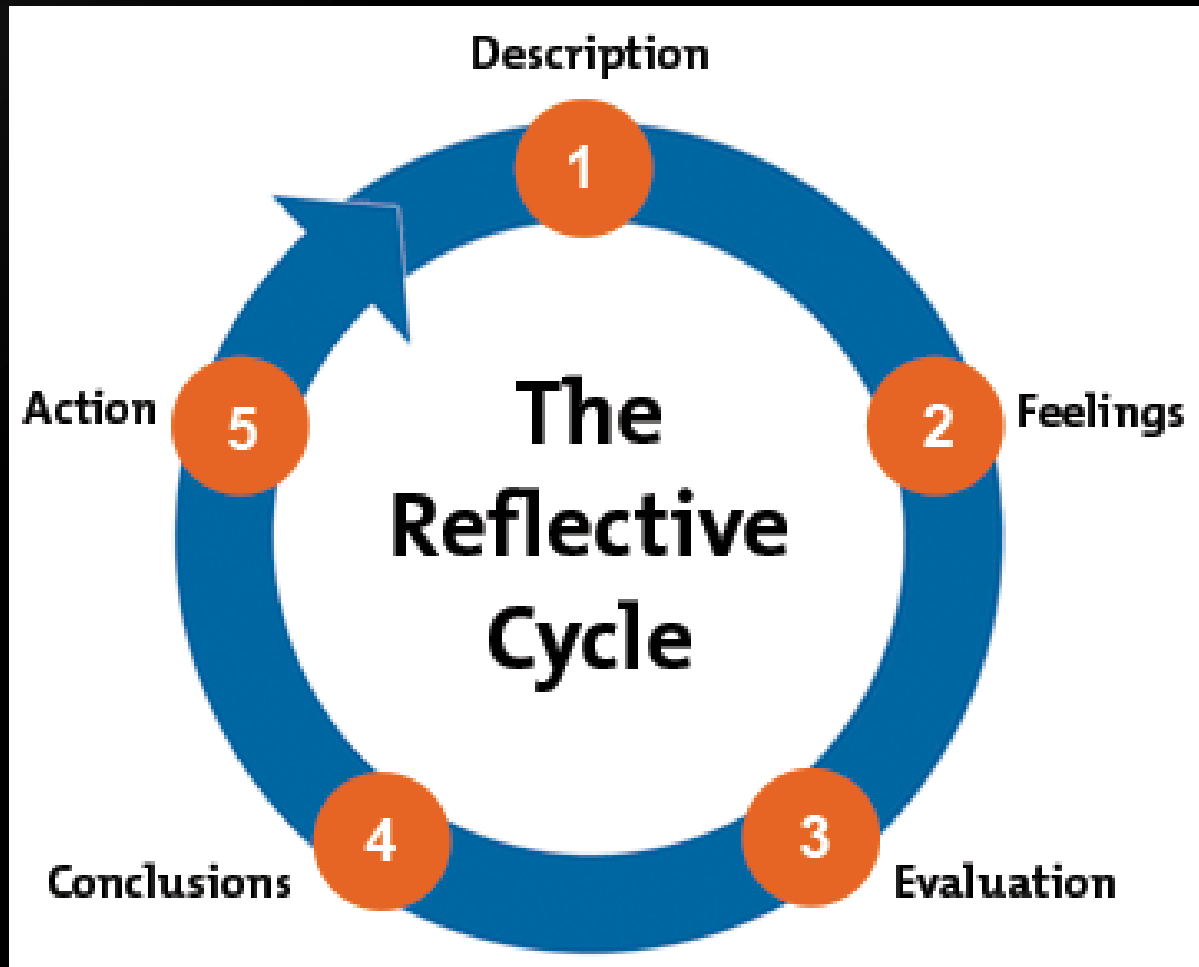 Description
1
2
Feelings
Action
5
The
Reflective
Cycle
4
3
Conclusions
Evaluation